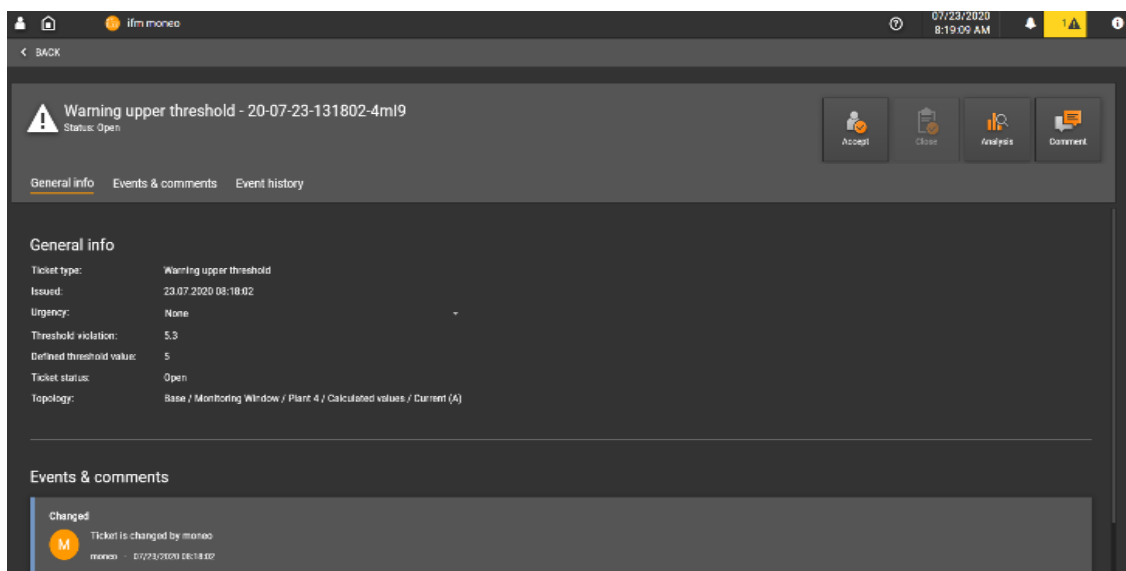 ifm moneo
07/23/2020
8:19:09 AM
1
BACK
Warning upper threshold - 20-07-23-131802-4mI9
Status: Open
Accept
Close
Analysis
Comment
General info
Events & comments
Event history
General info
Ticket type: Warning upper threshold
Issued: 23.07.2020 08:18:02
Urgency: None
Threshold violation: 5.3
Defined threshold value: 5
Ticket status: Open
Topology: Base / Monitoring Window / Plant 4 / Calculated values / Current (A)
Events & comments
Changed
M
Ticket is changed by moneo
moneo - 07/23/2020 08:18:02